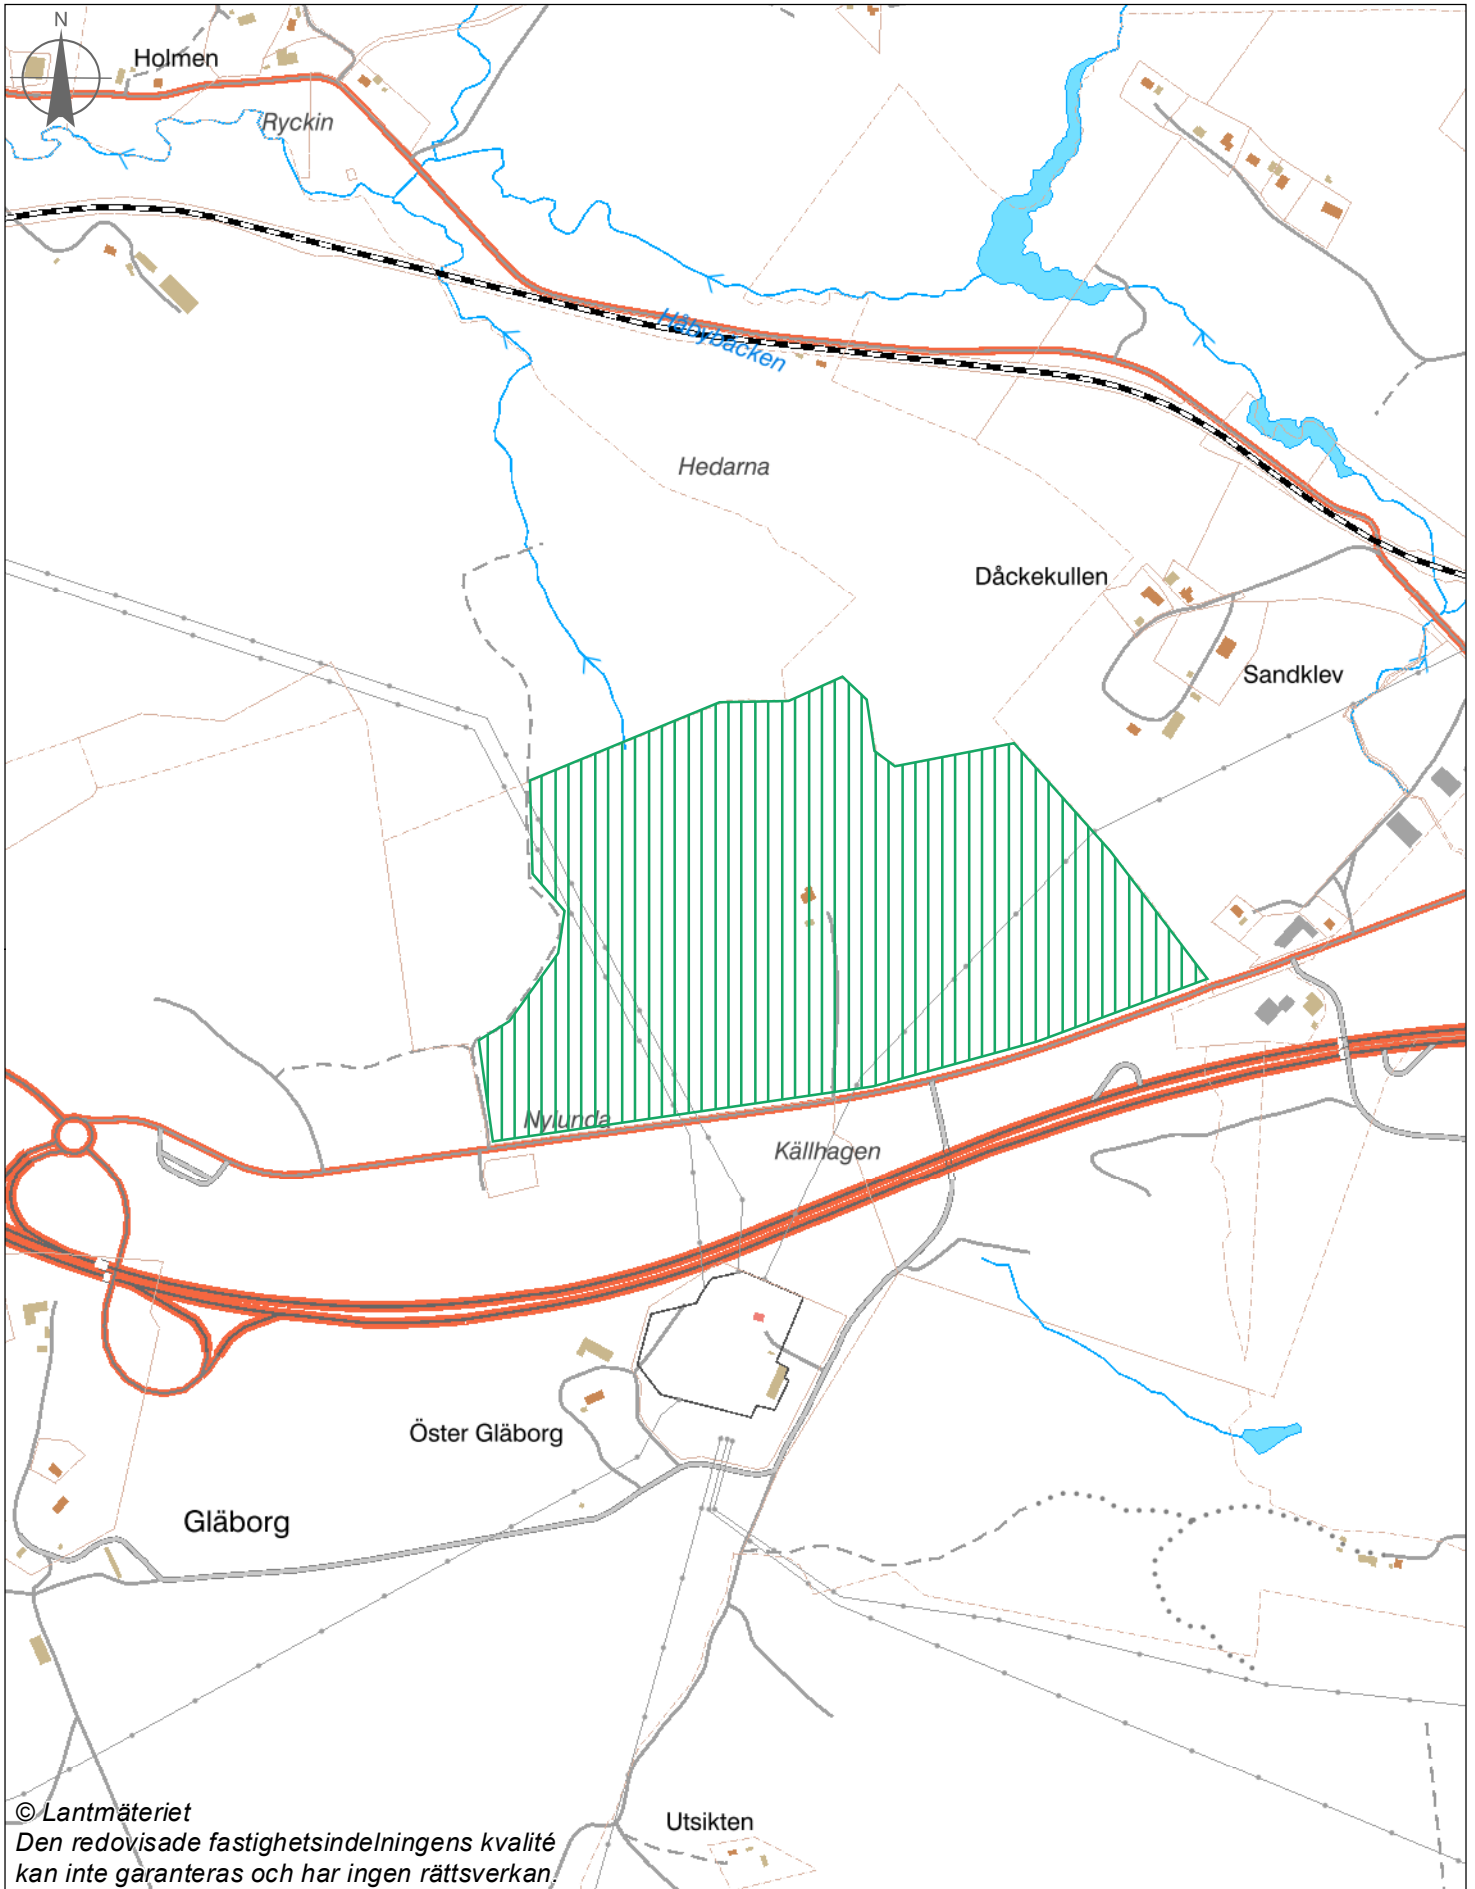 N
Holmen
Ryckin
Håbybäcken
Hedarna
Dåckekullen
Sandklev
Nylunda
Källhagen
Öster Gläborg
Gläborg
Utsikten
© Lantmäteriet
Den redovisade fastighetsindelningens kvalité
kan inte garanteras och har ingen rättsverkan.